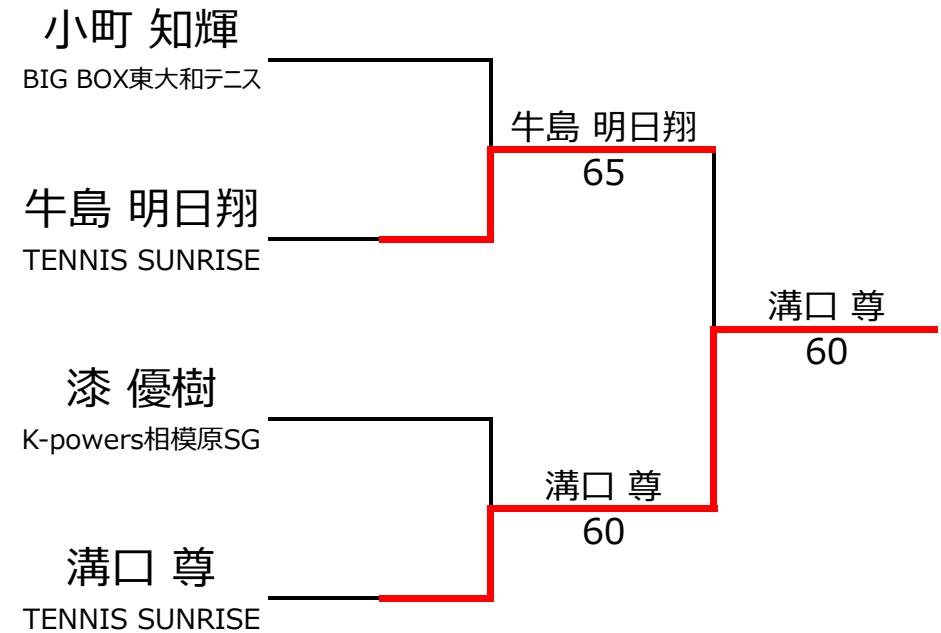 小町 知輝
BIG BOX東大和テニス
牛島 明日翔
65
牛島 明日翔
TENNIS SUNRISE
溝口 尊
60
漆 優樹
K-powers相模原SG
溝口 尊
60
溝口 尊
TENNIS SUNRISE